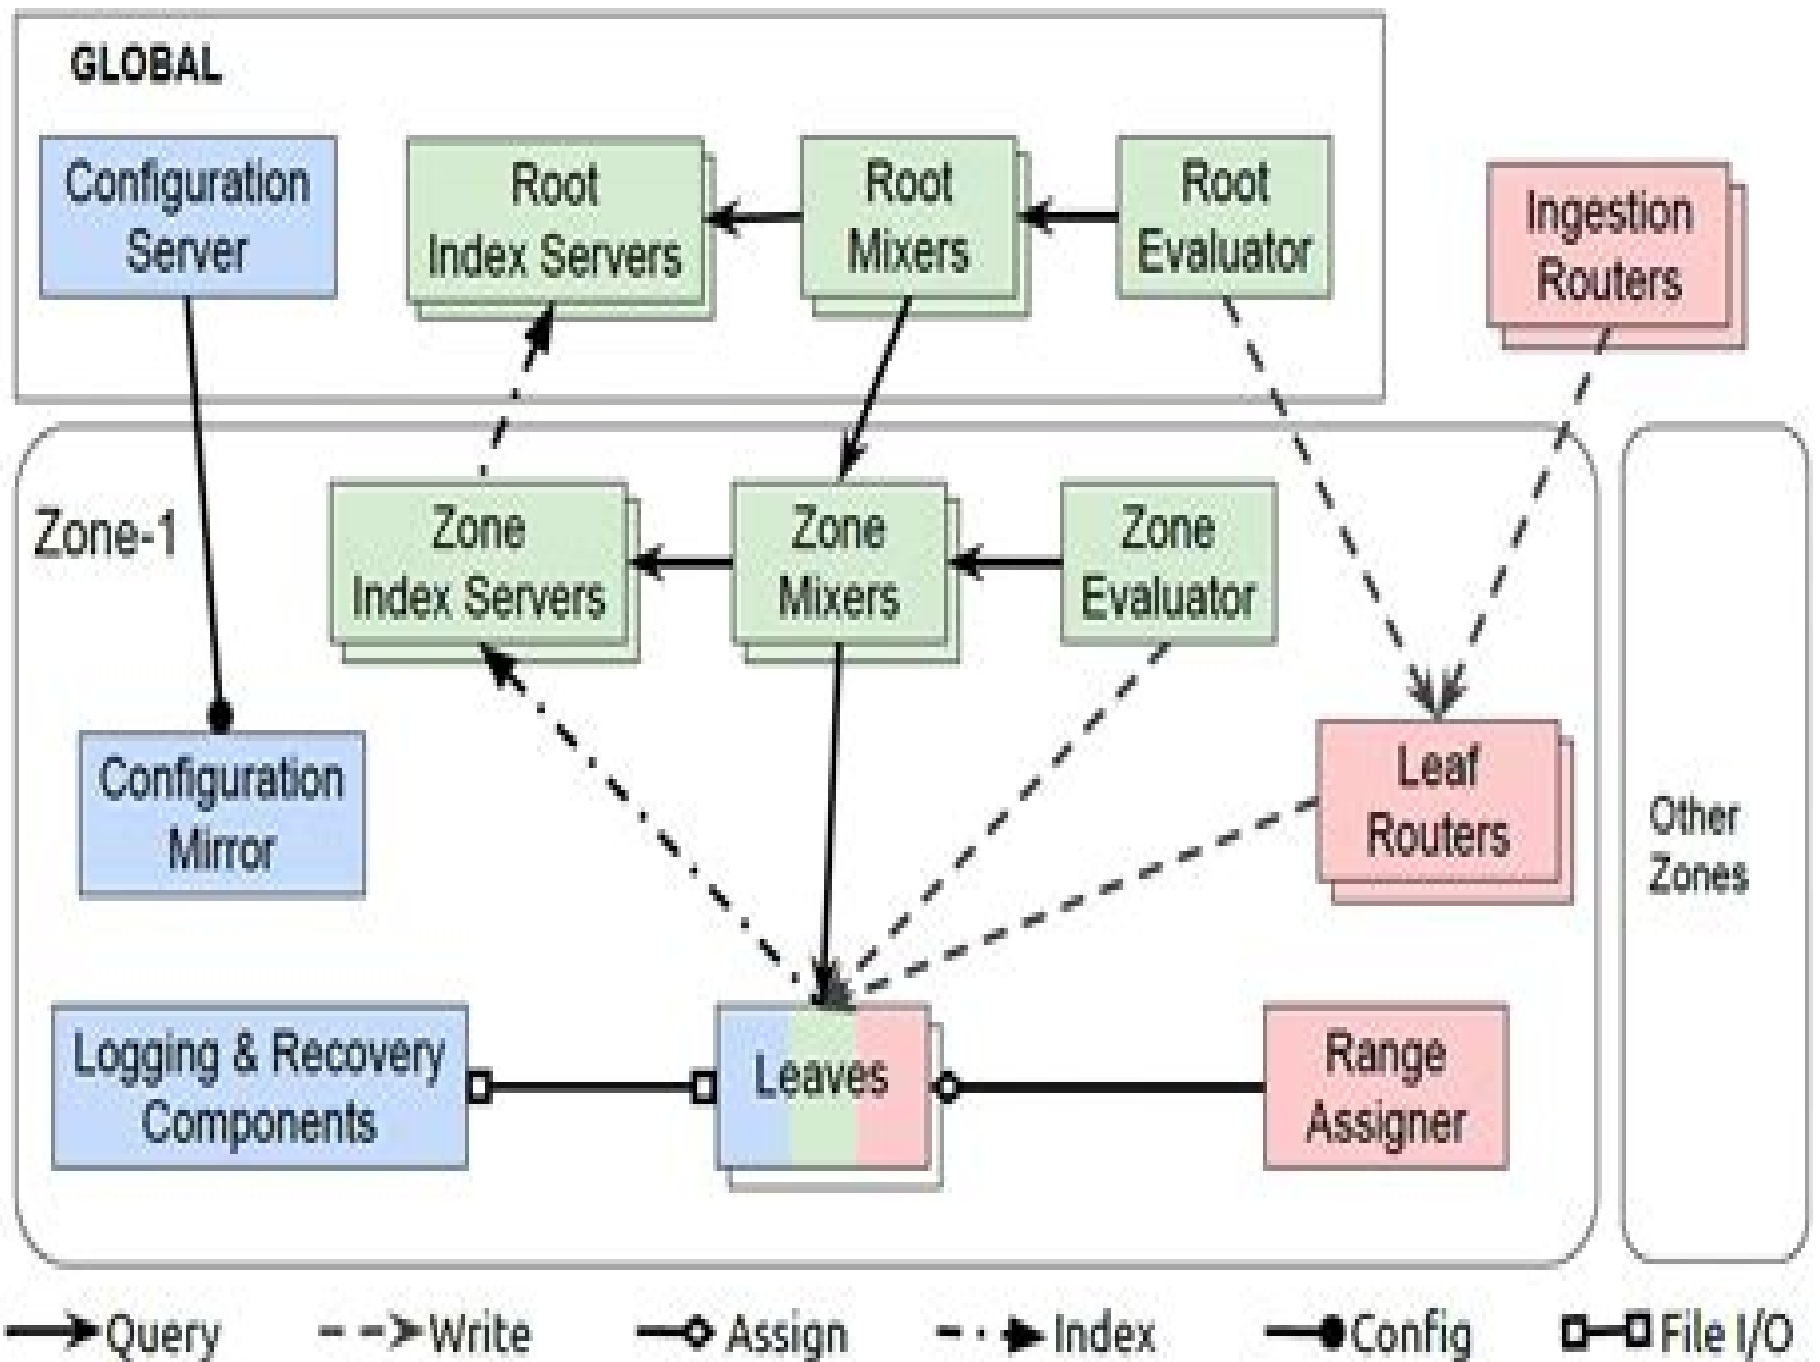 GLOBAL
Configuration
Server
Root
Index Servers
Root
Mixers
Root
Evaluator
Ingestion
Routers
Zone-1
Zone
Index Servers
Zone
Mixers
Zone
Evaluator
Configuration
Mirror
Leaf
Routers
Other
Zones
Logging & Recovery
Components
Leaves
Range
Assigner
Query
Write
Assign
Index
Config
File I/O